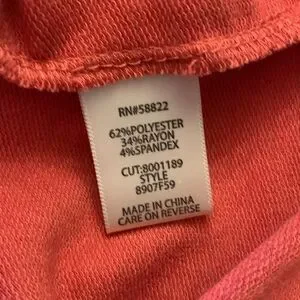 RN#58822
62%POLYESTER
34%RAYON
4%SPANDEX
CUT:8001189
STYLE
8907F59
MADE IN CHINA
CARE ON REVERSE